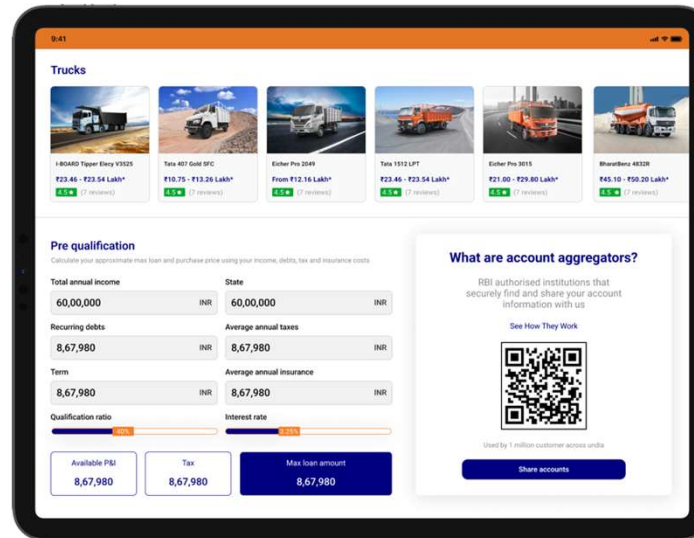 9:41
Trucks
I-BOARD Tipper Elecy V3525
₹23.46 - ₹23.54 Lakh*
4.5 ★ (7 reviews)
Tata 407 Gold SFC
₹10.75 - ₹13.26 Lakh*
4.5 ★ (7 reviews)
Eicher Pro 2049
From ₹12.16 Lakh*
4.5 ★ (7 reviews)
Tata 1512 LPT
₹23.46 - ₹23.54 Lakh*
4.5 ★ (7 reviews)
Eicher Pro 3015
₹21.00 - ₹29.80 Lakh*
4.5 ★ (7 reviews)
BharatBenz 4832R
₹45.10 - ₹50.20 Lakh*
4.5 ★ (7 reviews)
Pre qualification
Calculate your approximate max loan and purchase price using your income, debts, tax and insurance costs
Total annual income
60,00,000 INR
State
60,00,000 INR
Recurring debts
8,67,980 INR
Average annual taxes
8,67,980 INR
Term
8,67,980 INR
Average annual insurance
8,67,980 INR
Qualification ratio
40%
Interest rate
3.25%
Available P&I
8,67,980
Tax
8,67,980
Max loan amount
8,67,980
What are account aggregators?
RBI authorised institutions that
securely find and share your account
information with us
See How They Work
Used by 1 million customer across undia
Share accounts